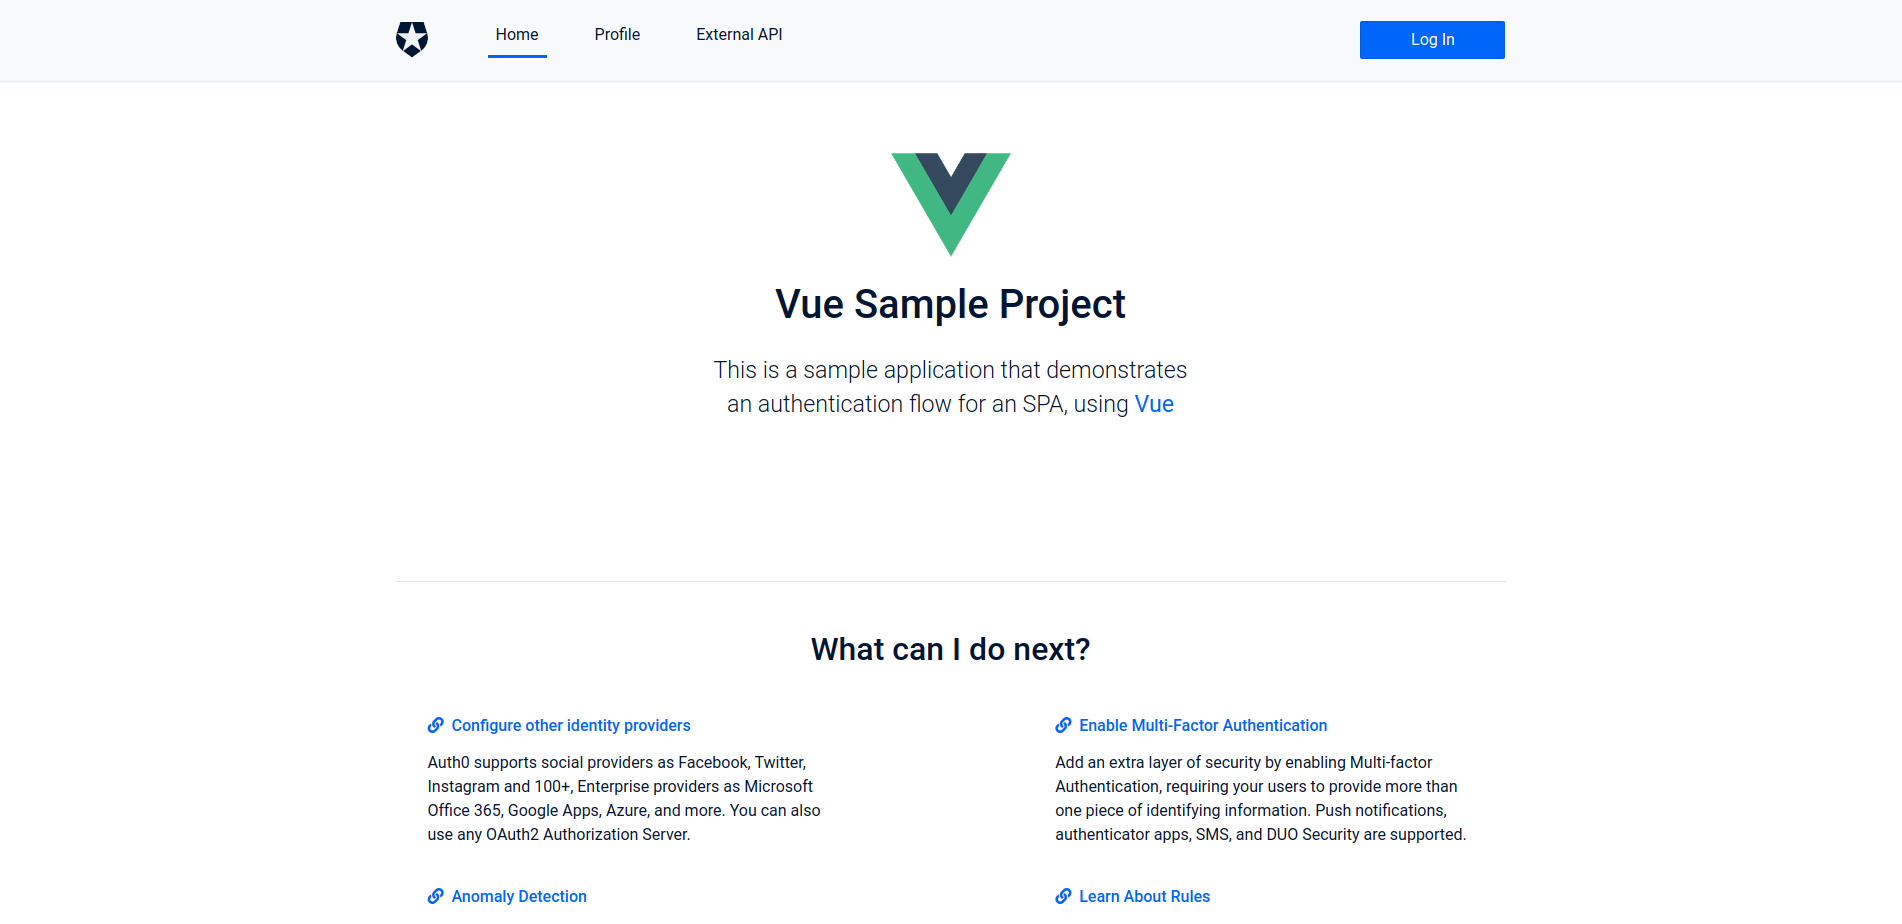 Home
Profile
External API
Log In
Vue Sample Project
This is a sample application that demonstrates
an authentication flow for an SPA, using Vue
What can I do next?
Configure other identity providers
Auth0 supports social providers as Facebook, Twitter,
Instagram and 100+, Enterprise providers as Microsoft
Office 365, Google Apps, Azure, and more. You can also
use any OAuth2 Authorization Server.
Enable Multi-Factor Authentication
Add an extra layer of security by enabling Multi-factor
Authentication, requiring your users to provide more than
one piece of identifying information. Push notifications,
authenticator apps, SMS, and DUO Security are supported.
Anomaly Detection
Learn About Rules